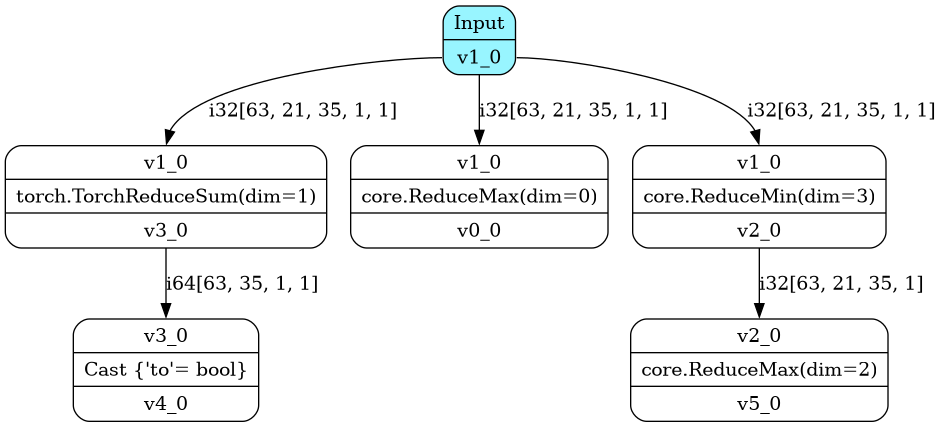 Input
v1_0
i32[63, 21, 35, 1, 1]
i32[63, 21, 35, 1, 1]
i32[63, 21, 35, 1, 1]
v1_0
torch.TorchReduceSum(dim=1)
v3_0
v1_0
core.ReduceMax(dim=0)
v0_0
v1_0
core.ReduceMin(dim=3)
v2_0
i64[63, 35, 1, 1]
i32[63, 21, 35, 1]
v3_0
Cast {'to'= bool}
v4_0
v2_0
core.ReduceMax(dim=2)
v5_0